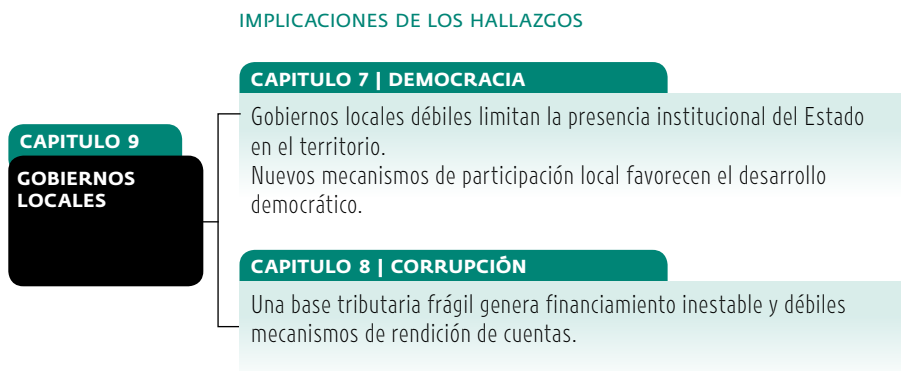 IMPLICACIONES DE LOS HALLAZGOS
CAPITULO 9
GOBIERNOS
LOCALES
CAPITULO 7 | DEMOCRACIA
Gobiernos locales débiles limitan la presencia institucional del Estado
en el territorio.
Nuevos mecanismos de participación local favorecen el desarrollo
democrático.
CAPITULO 8 | CORRUPCIÓN
Una base tributaria frágil genera financiamiento inestable y débiles
mecanismos de rendición de cuentas.